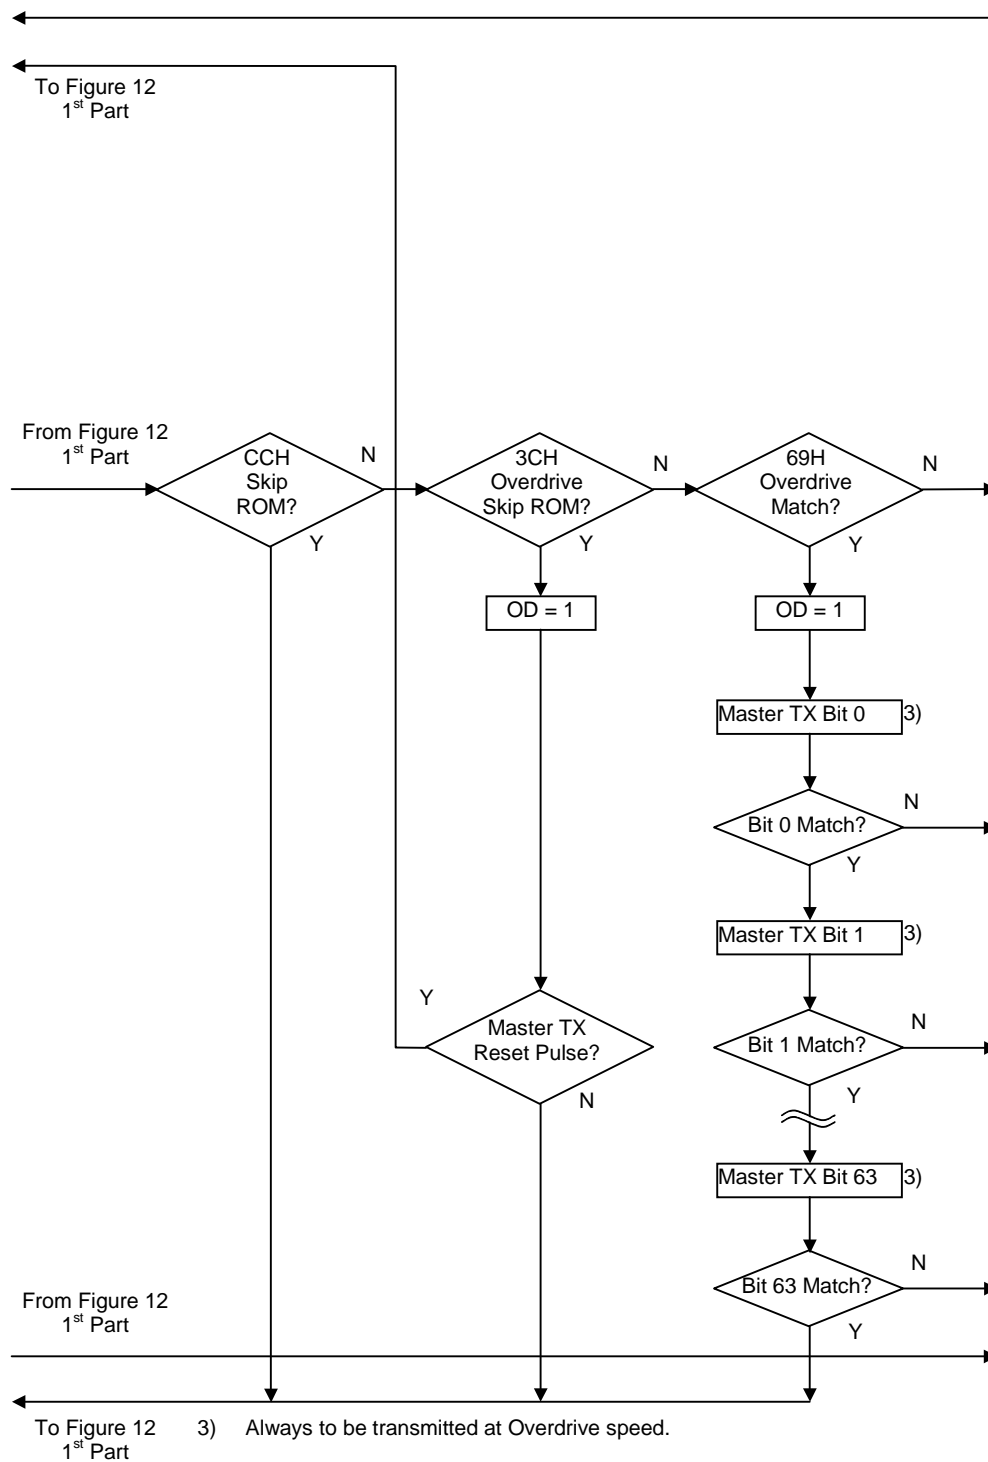 To Figure 12
1st Part
From Figure 12
1st Part
CCH
Skip
ROM?
N
Y
3CH
Overdrive
Skip ROM?
N
Y
69H
Overdrive
Match?
N
Y
OD = 1
OD = 1
Master TX Bit 0
3)
Bit 0 Match?
N
Y
Master TX Bit 1
3)
Y
Master TX
Reset Pulse?
N
Bit 1 Match?
N
Y
Master TX Bit 63
3)
Bit 63 Match?
N
Y
From Figure 12
1st Part
To Figure 12
1st Part
3) Always to be transmitted at Overdrive speed.